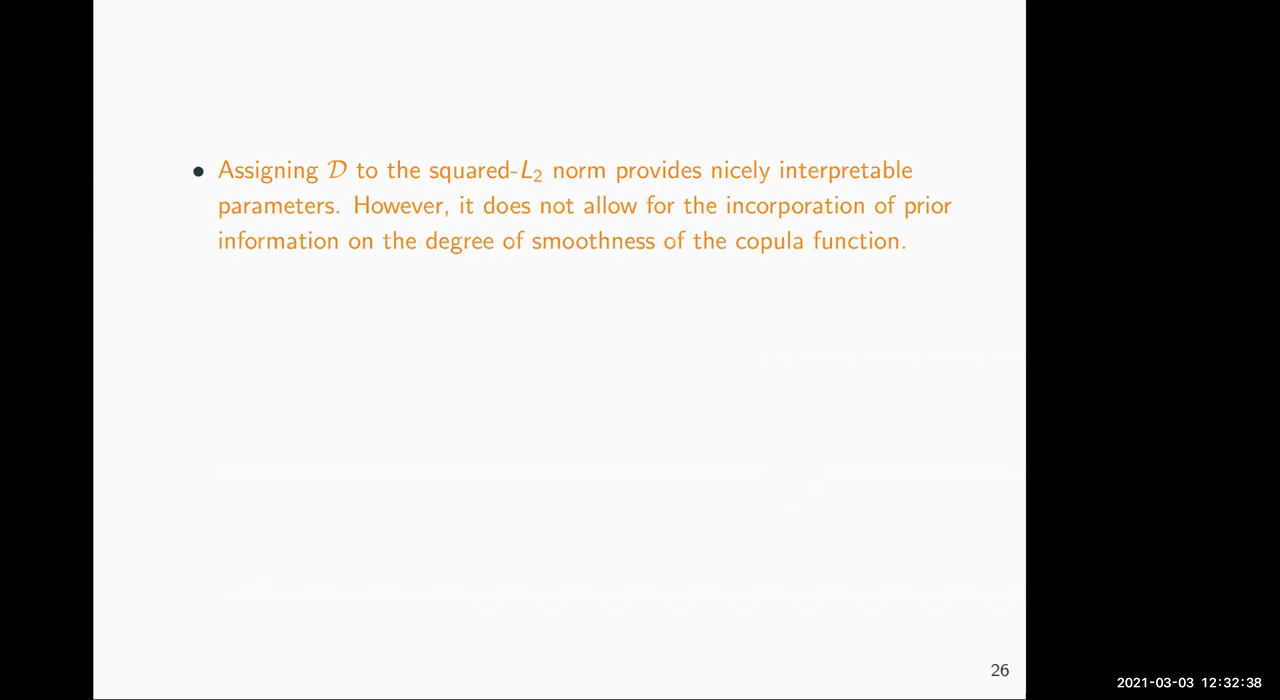 • Assigning 𝒟 to the squared-L₂ norm provides nicely interpretable
parameters. However, it does not allow for the incorporation of prior
information on the degree of smoothness of the copula function.
26
2021-03-03 12:32:38